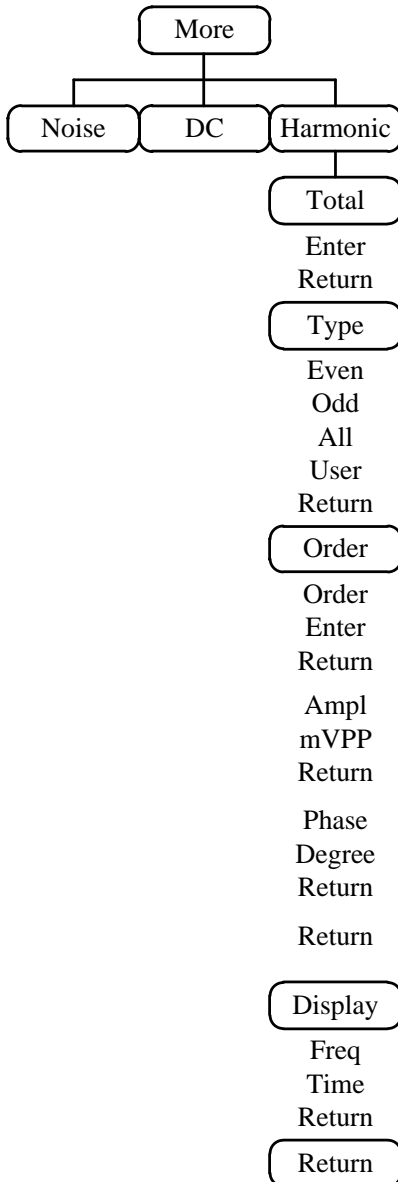 More
Noise DC Harmonic
Total
Enter
Return
Type
Even
Odd
All
User
Return
Order
Order
Enter
Return
Ampl
mVPP
Return
Phase
Degree
Return
Return
Display
Freq
Time
Return
Return